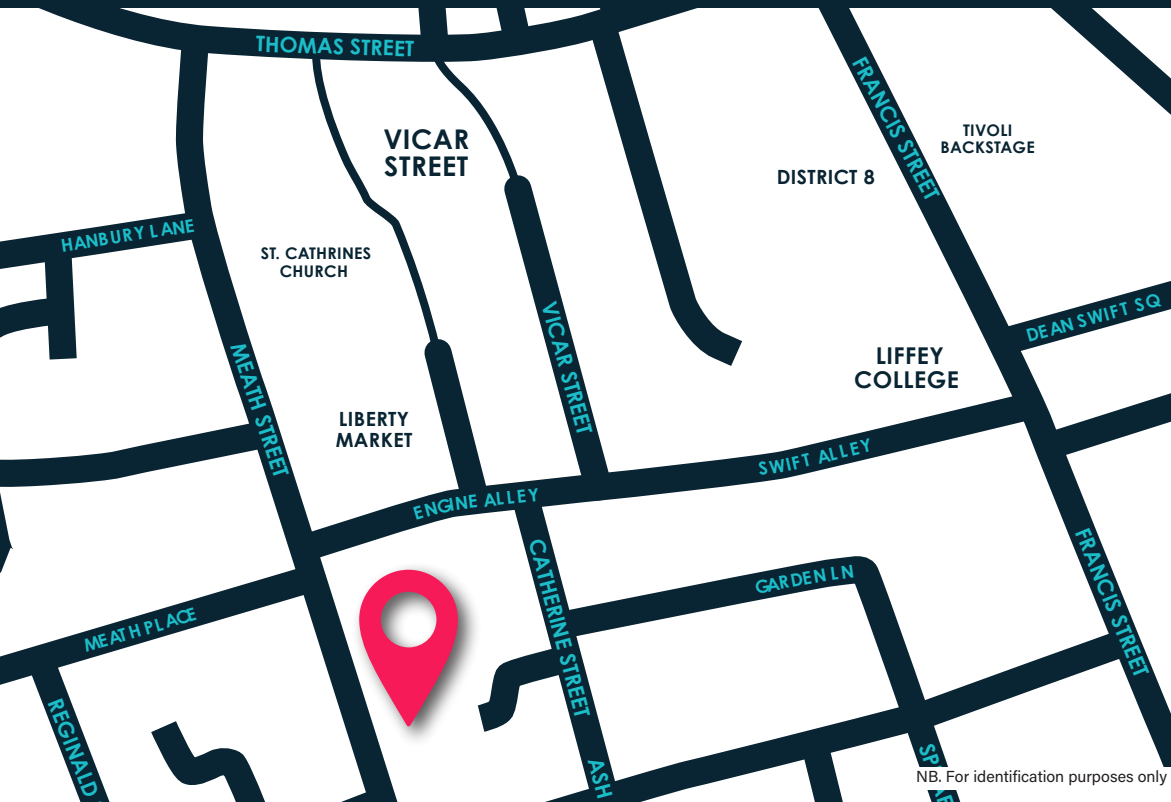 THOMAS STREET
FRANCIS STREET
TIVOLI
BACKSTAGE
VICAR
STREET
DISTRICT 8
HANBURY LANE
ST. CATHRINES
CHURCH
DEAN SWIFT SQ
VICAR STREET
MEATH STREET
LIFFEY
COLLEGE
LIBERTY
MARKET
SWIFT ALLEY
ENGINE ALLEY
CATHERINE STREET
GARDEN LN
FRANCIS STREET
MEATH PLACE
REGINALD
ASH
NB. For identification purposes only